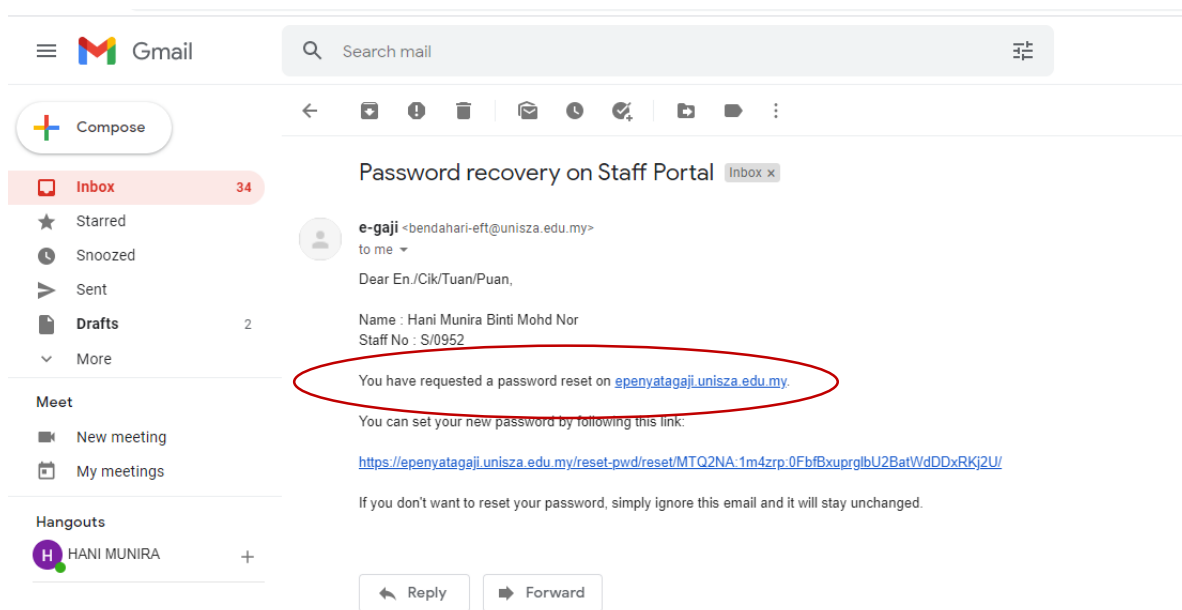 Gmail
Search mail
Compose
Inbox 34
Starred
Snoozed
Sent
Drafts 2
More
Meet
New meeting
My meetings
Hangouts
H HANI MUNIRA +
Password recovery on Staff Portal Inbox x
e-gaji <bendahari-eft@unisza.edu.my>
to me
Dear En./Cik/Tuan/Puan,
Name : Hani Munira Binti Mohd Nor
Staff No : S/0952
You have requested a password reset on epenyatagaji.unisza.edu.my.
You can set your new password by following this link:
https://epenyatagaji.unisza.edu.my/reset-pwd/reset/MTQ2NA:1m4zrp:0FbfBxuprglbU2BatWdDDxRKj2U/
If you don't want to reset your password, simply ignore this email and it will stay unchanged.
Reply Forward